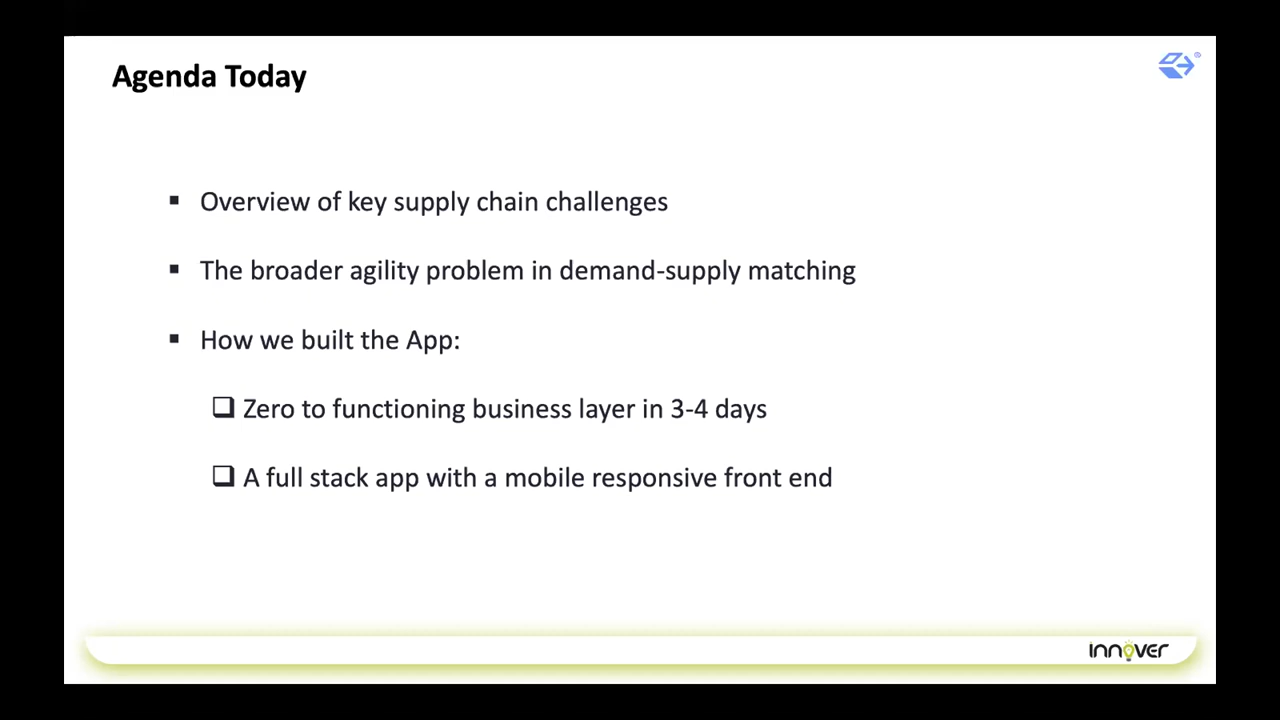 Agenda Today
▪ Overview of key supply chain challenges
▪ The broader agility problem in demand-supply matching
▪ How we built the App:
❑ Zero to functioning business layer in 3-4 days
❑ A full stack app with a mobile responsive front end
innover